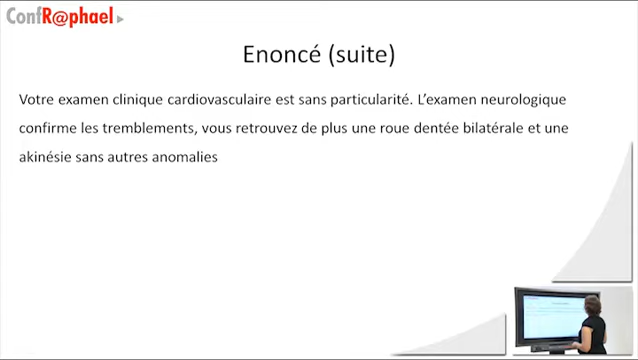 ConfR@phael
Enoncé (suite)
Votre examen clinique cardiovasculaire est sans particularité. L’examen neurologique
confirme les tremblements, vous retrouvez de plus une roue dentée bilatérale et une
akinésie sans autres anomalies